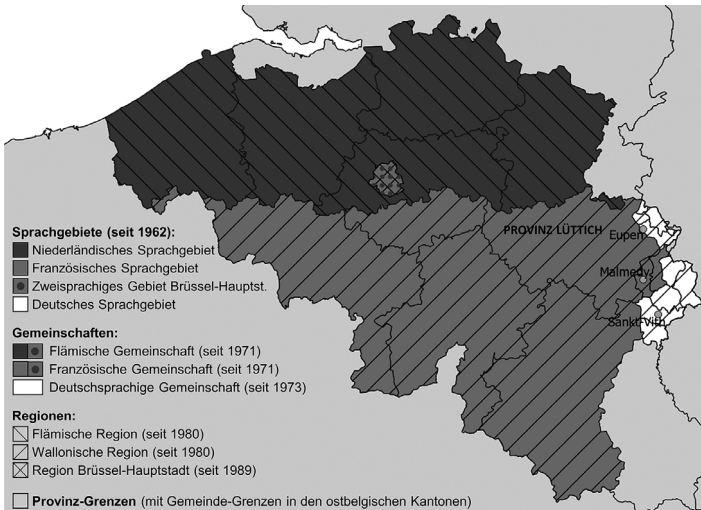 PROVINZ LÜTTICH
Eupen
Malmedy
Sankt-Vith
Sprachgebiete (seit 1962):
Niederländisches Sprachgebiet
Französisches Sprachgebiet
Zweisprachiges Gebiet Brüssel-Hauptst.
Deutsches Sprachgebiet
Gemeinschaften:
Flämische Gemeinschaft (seit 1971)
Französische Gemeinschaft (seit 1971)
Deutschsprachige Gemeinschaft (seit 1973)
Regionen:
Flämische Region (seit 1980)
Wallonische Region (seit 1980)
Region Brüssel-Hauptstadt (seit 1989)
Provinz-Grenzen (mit Gemeinde-Grenzen in den ostbelgischen Kantonen)